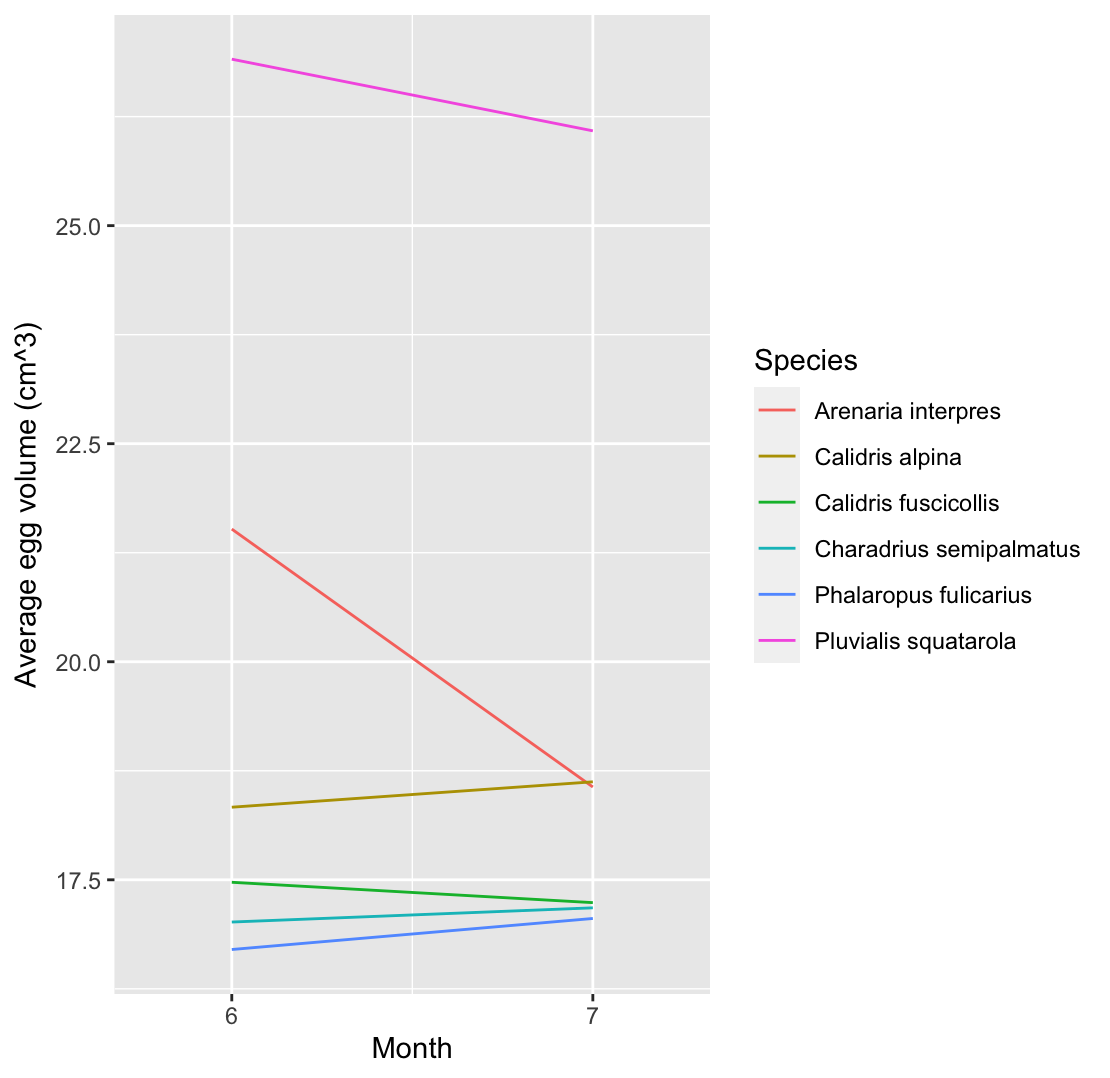 Average egg volume (cm^3)
25.0
22.5
20.0
17.5
6
7
Month
Species
Arenaria interpres
Calidris alpina
Calidris fuscicollis
Charadrius semipalmatus
Phalaropus fulicarius
Pluvialis squatarola